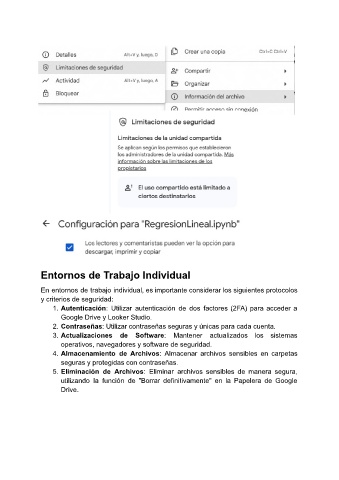 Detalles Alt+V y, luego, D
Limitaciones de seguridad
Actividad Alt+V y, luego, A
Bloquear
Crear una copia Ctrl+C Ctrl+V
Compartir
Organizar
Información del archivo
Permitir acceso sin conexión
Limitaciones de seguridad
Limitaciones de la unidad compartida
Se aplican según los permisos que establecieron
los administradores de la unidad compartida. Más
información sobre las limitaciones de los
propietarios
El uso compartido está limitado a
ciertos destinatarios
Configuración para "RegresionLineal.ipynb"
Los lectores y comentaristas pueden ver la opción para
descargar, imprimir y copiar
Entornos de Trabajo Individual
En entornos de trabajo individual, es importante considerar los siguientes protocolos
y criterios de seguridad:
1. Autenticación: Utilizar autenticación de dos factores (2FA) para acceder a
Google Drive y Looker Studio.
2. Contraseñas: Utilizar contraseñas seguras y únicas para cada cuenta.
3. Actualizaciones de Software: Mantener actualizados los sistemas
operativos, navegadores y software de seguridad.
4. Almacenamiento de Archivos: Almacenar archivos sensibles en carpetas
seguras y protegidas con contraseñas.
5. Eliminación de Archivos: Eliminar archivos sensibles de manera segura,
utilizando la función de "Borrar definitivamente" en la Papelera de Google
Drive.